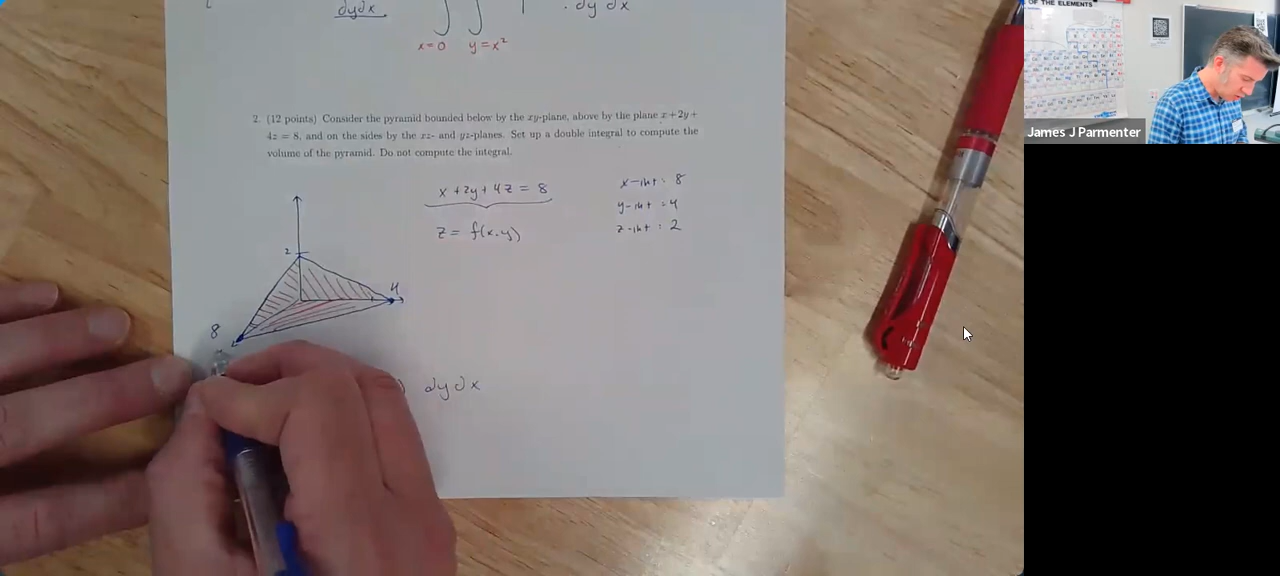 OF THE ELEMENTS
dydx
∫ ∫ · dy dx
x=0 y=x²
2. (12 points) Consider the pyramid bounded below by the xy-plane, above by the plane x+2y+
4z = 8, and on the sides by the xz- and yz-planes. Set up a double integral to compute the
volume of the pyramid. Do not compute the integral.
x+2y+4z = 8
z = f(x,y)
x-int : 8
y-int = 4
z-int : 2
2
4
8
) dy dx
James J Parmenter